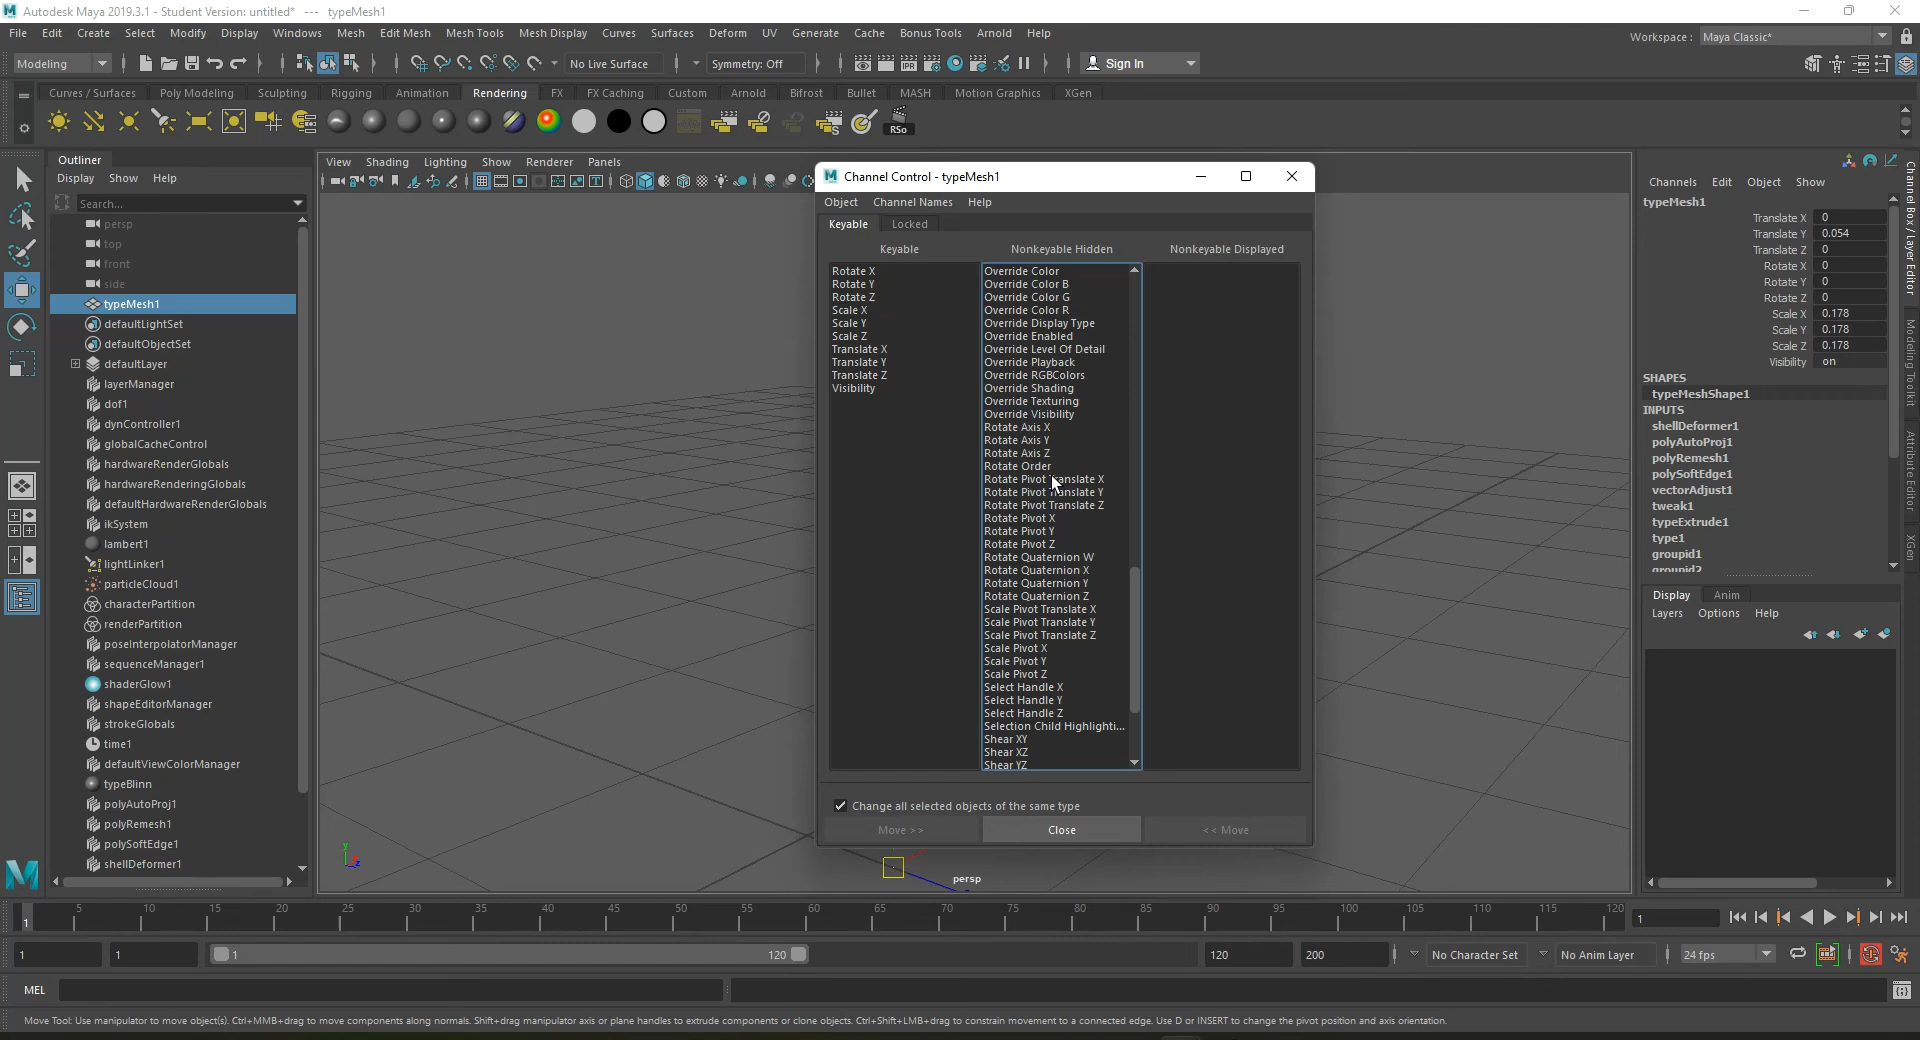 Autodesk Maya 2019.3.1 - Student Version: untitled* --- typeMesh1
File Edit Create Select Modify Display Windows Mesh Edit Mesh Mesh Tools Mesh Display Curves Surfaces Deform UV Generate Cache Bonus Tools Arnold Help
Workspace : Maya Classic*
Modeling
No Live Surface
Symmetry: Off
Sign In
Curves / Surfaces Poly Modeling Sculpting Rigging Animation Rendering FX FX Caching Custom Arnold Bifrost Bullet MASH Motion Graphics XGen
IPR
RSo
Outliner
Display Show Help
Search...
persp
top
front
side
typeMesh1
defaultLightSet
defaultObjectSet
defaultLayer
layerManager
dof1
dynController1
globalCacheControl
hardwareRenderGlobals
hardwareRenderingGlobals
defaultHardwareRenderGlobals
ikSystem
lambert1
lightLinker1
particleCloud1
characterPartition
renderPartition
poseInterpolatorManager
sequenceManager1
shaderGlow1
shapeEditorManager
strokeGlobals
time1
defaultViewColorManager
typeBlinn
polyAutoProj1
polyRemesh1
polySoftEdge1
shellDeformer1
View Shading Lighting Show Renderer Panels
Channel Control - typeMesh1
Object Channel Names Help
Keyable Locked
Keyable
Rotate X
Rotate Y
Rotate Z
Scale X
Scale Y
Scale Z
Translate X
Translate Y
Translate Z
Visibility
Nonkeyable Hidden
Override Color
Override Color B
Override Color G
Override Color R
Override Display Type
Override Enabled
Override Level Of Detail
Override Playback
Override RGBColors
Override Shading
Override Texturing
Override Visibility
Rotate Axis X
Rotate Axis Y
Rotate Axis Z
Rotate Order
Rotate Pivot Translate X
Rotate Pivot Translate Y
Rotate Pivot Translate Z
Rotate Pivot X
Rotate Pivot Y
Rotate Pivot Z
Rotate Quaternion W
Rotate Quaternion X
Rotate Quaternion Y
Rotate Quaternion Z
Scale Pivot Translate X
Scale Pivot Translate Y
Scale Pivot Translate Z
Scale Pivot X
Scale Pivot Y
Scale Pivot Z
Select Handle X
Select Handle Y
Select Handle Z
Selection Child Highlighti...
Shear XY
Shear XZ
Shear YZ
Nonkeyable Displayed
Change all selected objects of the same type
Move >> Close << Move
persp
Channels Edit Object Show
typeMesh1
Translate X 0
Translate Y 0.054
Translate Z 0
Rotate X 0
Rotate Y 0
Rotate Z 0
Scale X 0.178
Scale Y 0.178
Scale Z 0.178
Visibility on
SHAPES
typeMeshShape1
INPUTS
shellDeformer1
polyAutoProj1
polyRemesh1
polySoftEdge1
vectorAdjust1
tweak1
typeExtrude1
type1
groupid1
groupid2
Display Anim
Layers Options Help
Channel Box / Layer Editor
Modeling Toolkit
Attribute Editor
XGen
1 5 10 15 20 25 30 35 40 45 50 55 60 65 70 75 80 85 90 95 100 105 110 115 120 1
1 1 1 120 120 200 No Character Set No Anim Layer 24 fps
MEL
Move Tool: Use manipulator to move object(s). Ctrl+MMB+drag to move components along normals. Shift+drag manipulator axis or plane handles to extrude components or clone objects. Ctrl+Shift+LMB+drag to constrain movement to a connected edge. Use D or INSERT to change the pivot position and axis orientation.